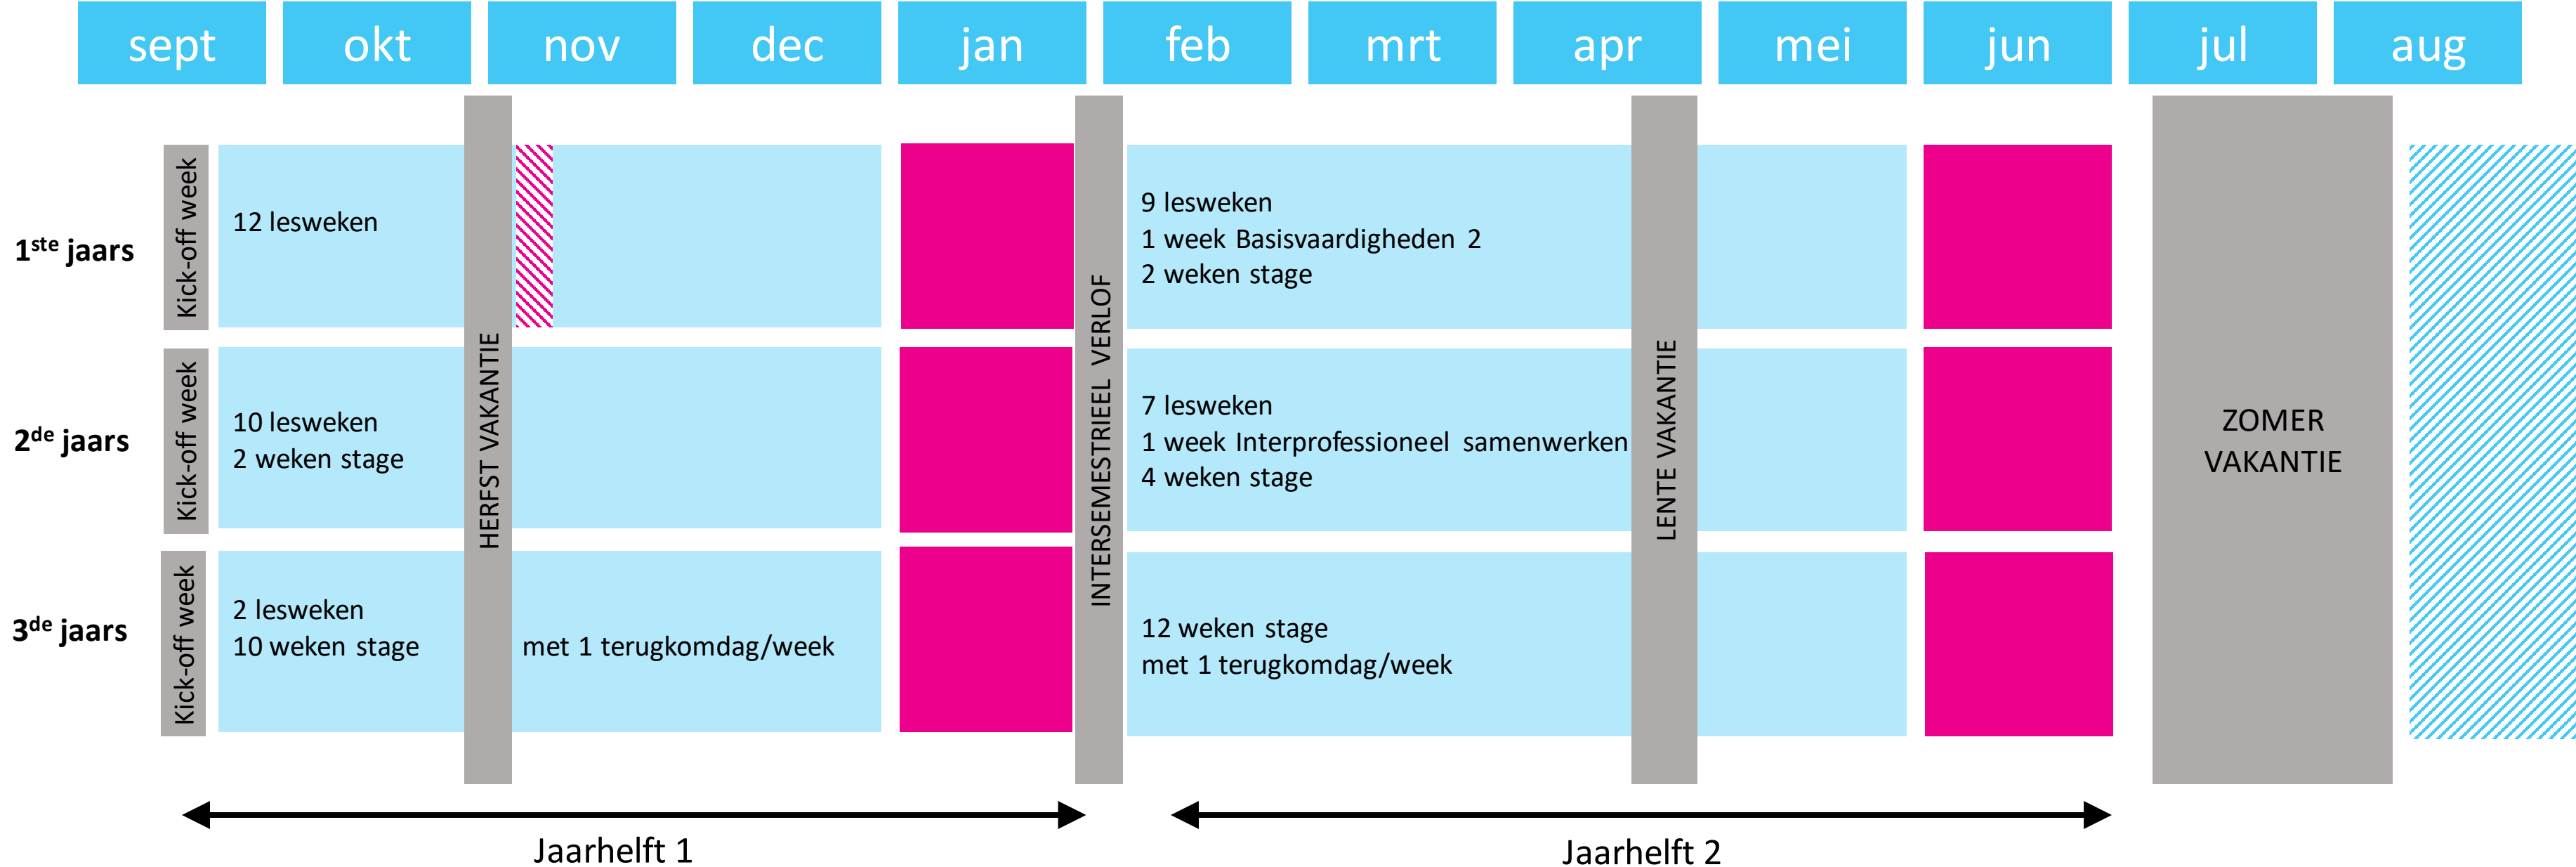 sept okt nov dec jan feb mrt apr mei jun jul aug
1ste jaars
Kick-off week
12 lesweken
9 lesweken
1 week Basisvaardigheden 2
2 weken stage
2de jaars
Kick-off week
10 lesweken
2 weken stage
7 lesweken
1 week Interprofessioneel samenwerken
4 weken stage
3de jaars
Kick-off week
2 lesweken
10 weken stage
met 1 terugkomdag/week
12 weken stage
met 1 terugkomdag/week
HERFST VAKANTIE
INTERSEMESTRIEEL VERLOF
LENTE VAKANTIE
ZOMER
VAKANTIE
Jaarhelft 1
Jaarhelft 2